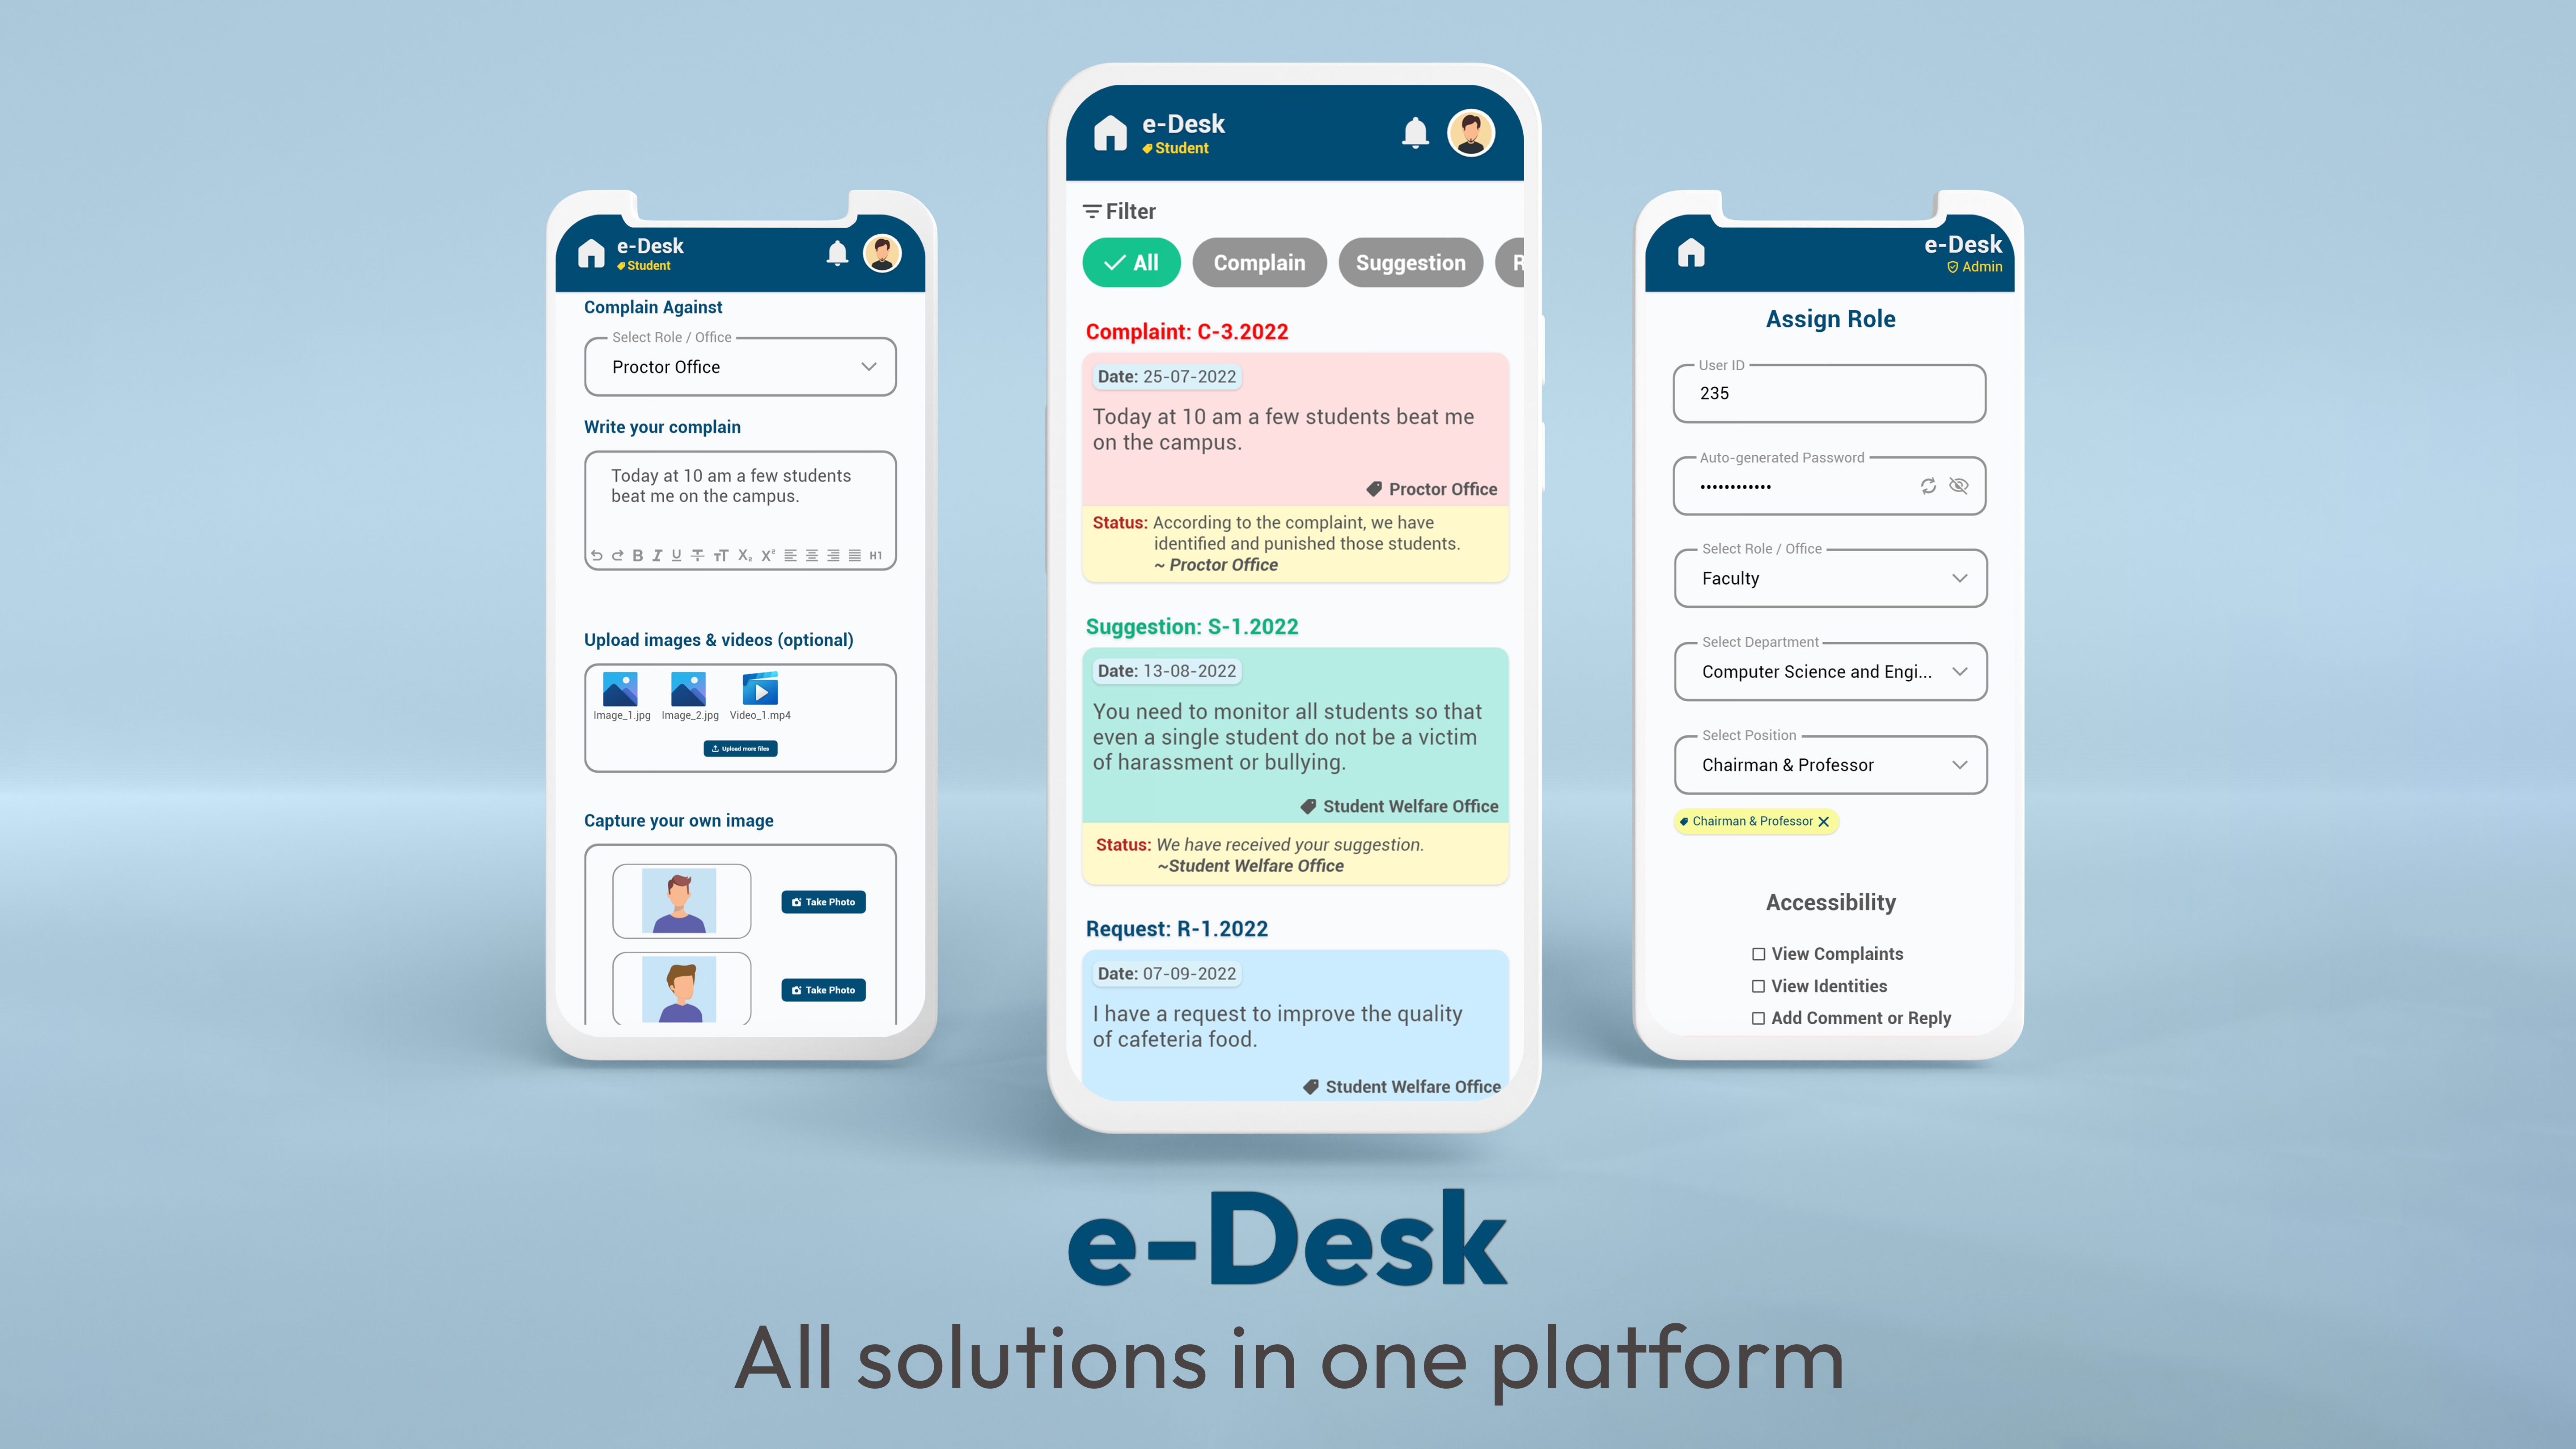 e-Desk
Student
Complain Against
Select Role / Office
Proctor Office
Write your complain
Today at 10 am a few students
beat me on the campus.
B I U T TT X₂ X² H1
Upload images & videos (optional)
Image_1.jpg Image_2.jpg Video_1.mp4
Upload more files
Capture your own image
Take Photo
Take Photo
e-Desk
Student
Filter
All Complain Suggestion R
Complaint: C-3.2022
Date: 25-07-2022
Today at 10 am a few students beat me
on the campus.
Proctor Office
Status: According to the complaint, we have
identified and punished those students.
~ Proctor Office
Suggestion: S-1.2022
Date: 13-08-2022
You need to monitor all students so that
even a single student do not be a victim
of harassment or bullying.
Student Welfare Office
Status: We have received your suggestion.
~Student Welfare Office
Request: R-1.2022
Date: 07-09-2022
I have a request to improve the quality
of cafeteria food.
Student Welfare Office
e-Desk
Admin
Assign Role
User ID
235
Auto-generated Password
••••••••••••
Select Role / Office
Faculty
Select Department
Computer Science and Engi...
Select Position
Chairman & Professor
Chairman & Professor
Accessibility
View Complaints
View Identities
Add Comment or Reply
e-Desk
All solutions in one platform